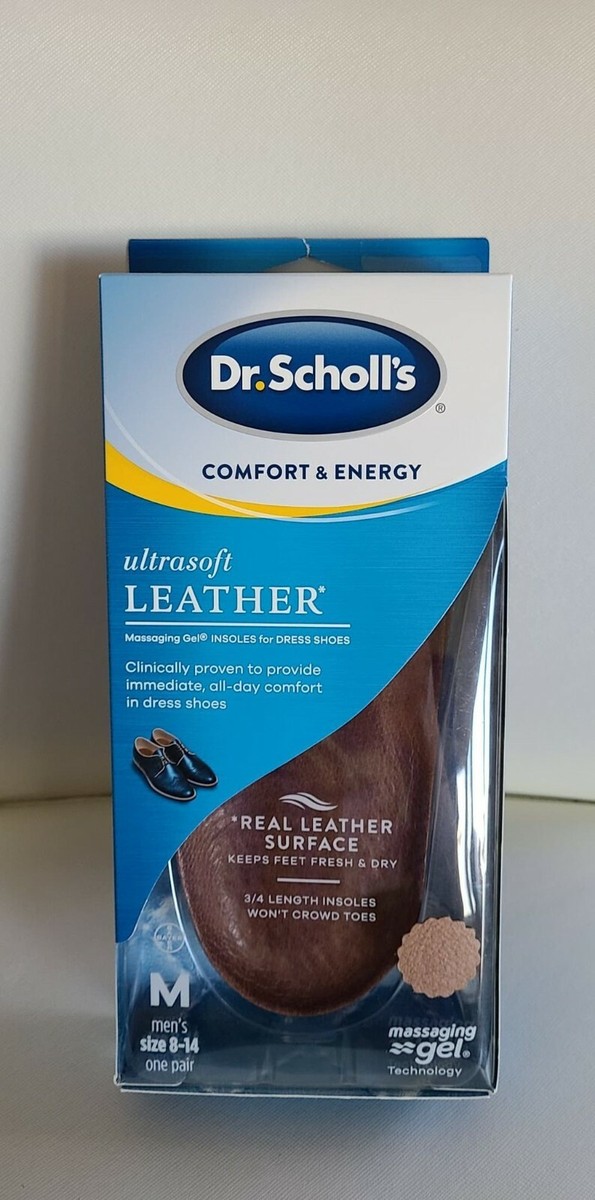 Dr.Scholl's
®
COMFORT & ENERGY
ultrasoft
LEATHER*
Massaging Gel® INSOLES for DRESS SHOES
Clinically proven to provide
immediate, all-day comfort
in dress shoes
*REAL LEATHER
SURFACE
KEEPS FEET FRESH & DRY
3/4 LENGTH INSOLES
WON'T CROWD TOES
BAYER
M
men's
size 8-14
one pair
massaging
gel®
Technology